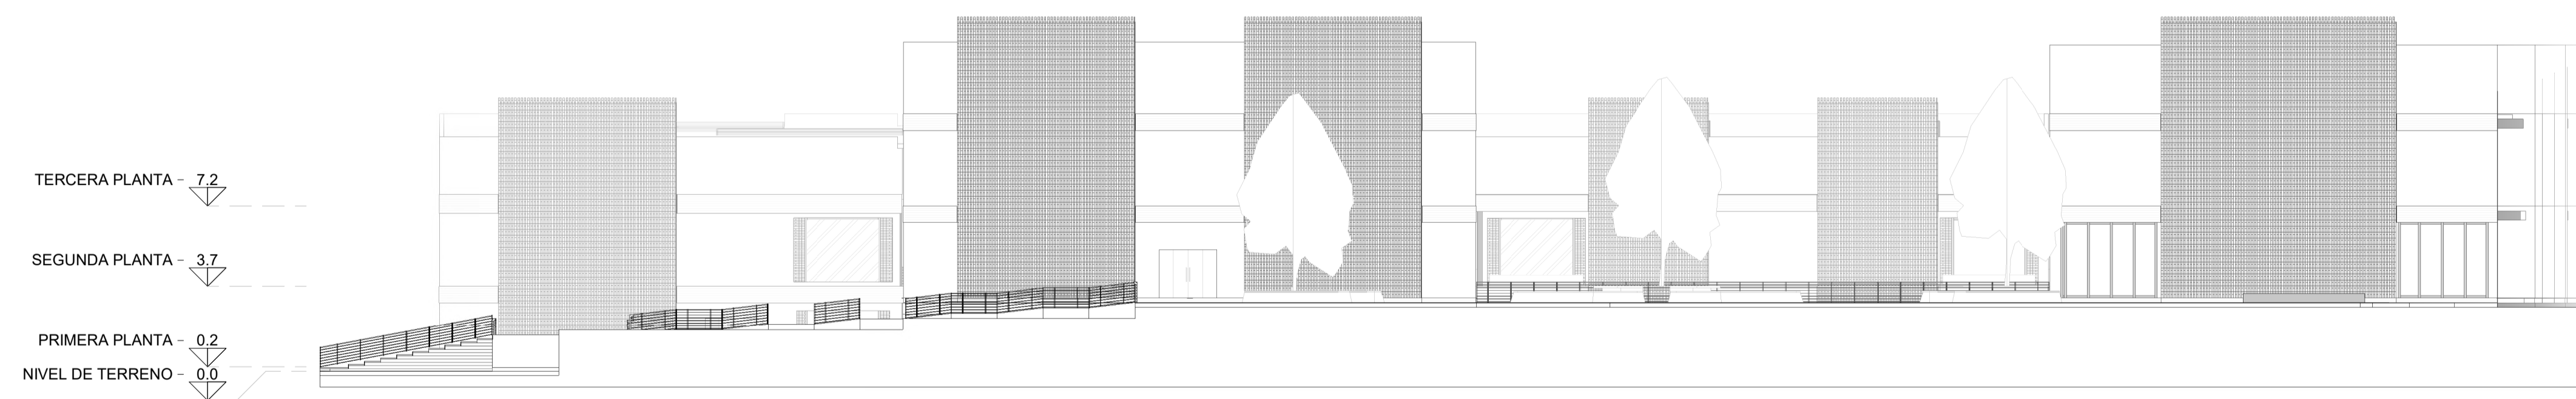 TERCERA PLANTA - 7.2
SEGUNDA PLANTA - 3.7
PRIMERA PLANTA - 0.2
NIVEL DE TERRENO - 0.0